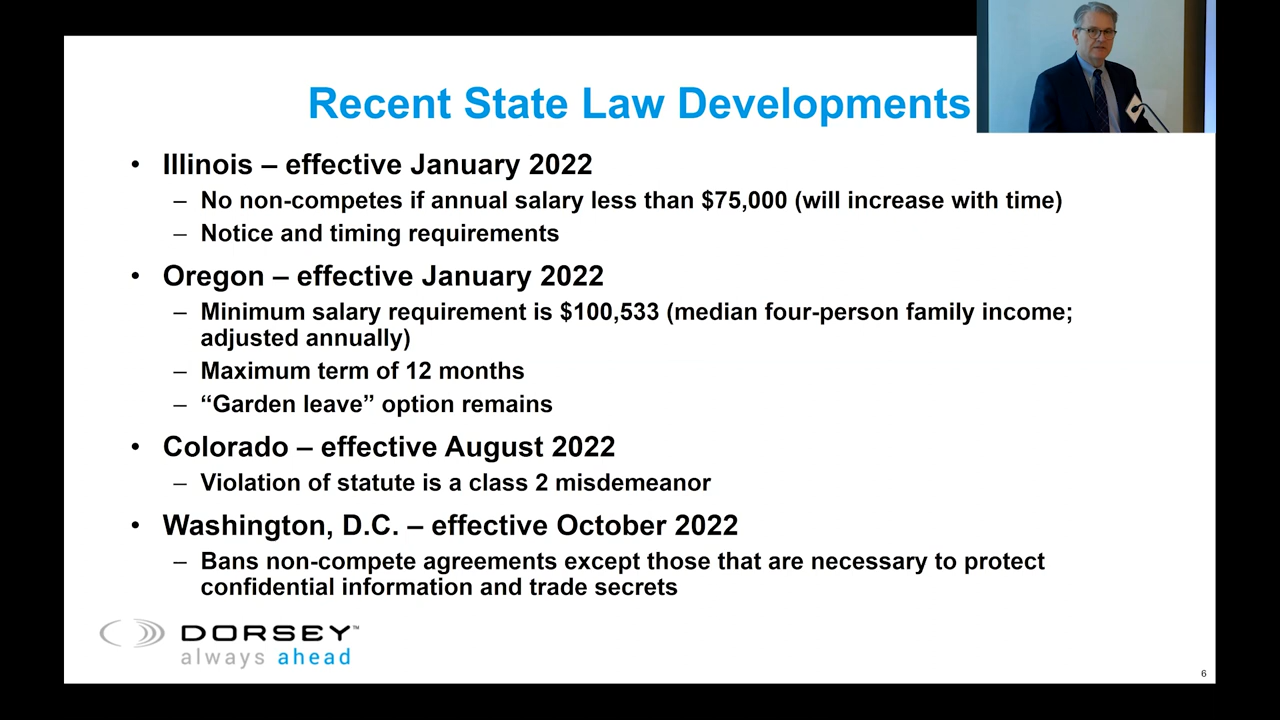 Recent State Law Developments
• Illinois – effective January 2022
– No non-competes if annual salary less than $75,000 (will increase with time)
– Notice and timing requirements
• Oregon – effective January 2022
– Minimum salary requirement is $100,533 (median four-person family income;
adjusted annually)
– Maximum term of 12 months
– “Garden leave” option remains
• Colorado – effective August 2022
– Violation of statute is a class 2 misdemeanor
• Washington, D.C. – effective October 2022
– Bans non-compete agreements except those that are necessary to protect
confidential information and trade secrets
DORSEY™
always ahead
6